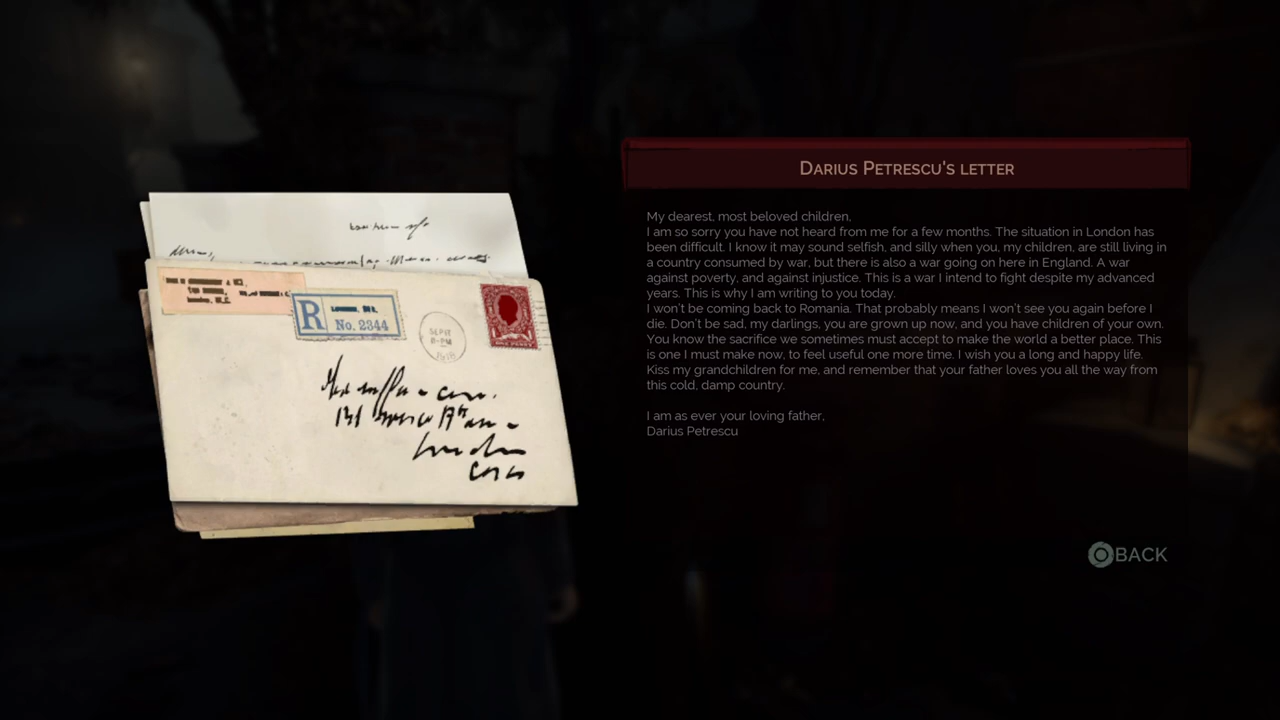 R
No. 2344
SEP 17
8-PM
DARIUS PETRESCU'S LETTER
My dearest, most beloved children,
I am so sorry you have not heard from me for a few months. The situation in London has
been difficult. I know it may sound selfish, and silly when you, my children, are still living in
a country consumed by war, but there is also a war going on here in England. A war
against poverty, and against injustice. This is a war I intend to fight despite my advanced
years. This is why I am writing to you today.
I won't be coming back to Romania. That probably means I won't see you again before I
die. Don't be sad, my darlings, you are grown up now, and you have children of your own.
You know the sacrifice we sometimes must accept to make the world a better place. This
is one I must make now, to feel useful one more time. I wish you a long and happy life.
Kiss my grandchildren for me, and remember that your father loves you all the way from
this cold, damp country.
I am as ever your loving father,
Darius Petrescu
BACK